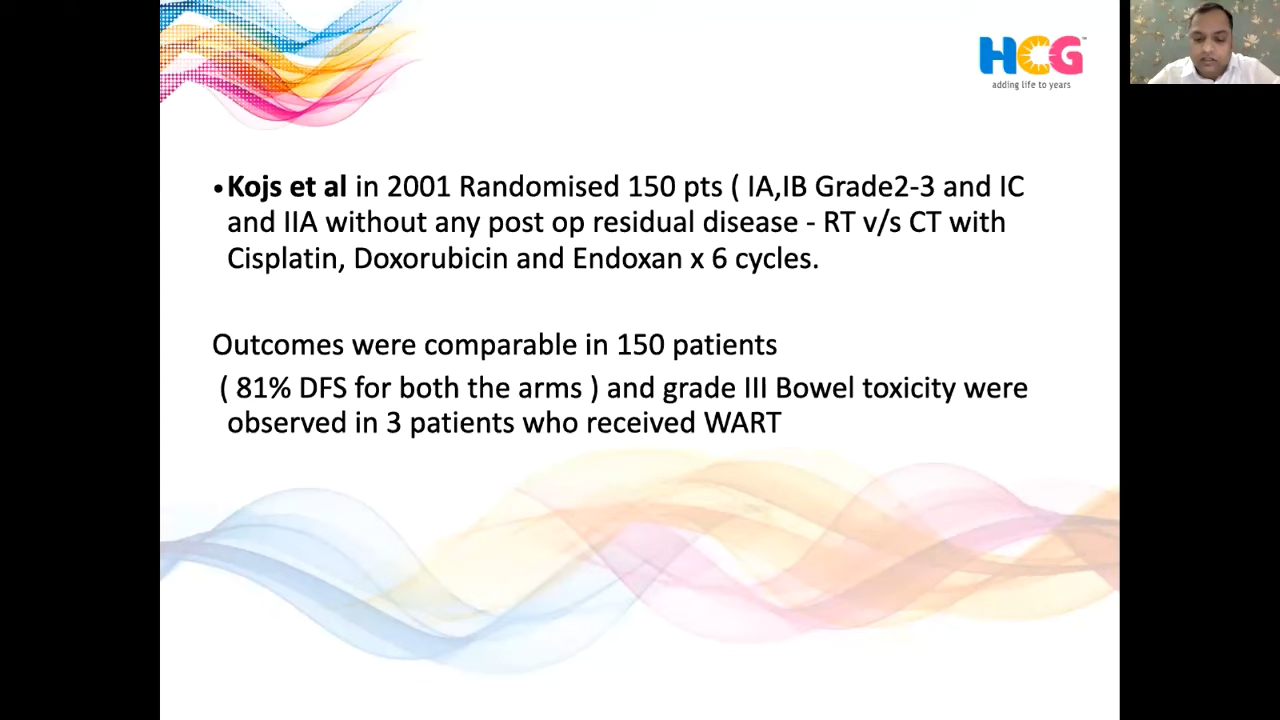 HCG
adding life to years
•Kojs et al in 2001 Randomised 150 pts ( IA,IB Grade2-3 and IC
and IIA without any post op residual disease - RT v/s CT with
Cisplatin, Doxorubicin and Endoxan x 6 cycles.
Outcomes were comparable in 150 patients
( 81% DFS for both the arms ) and grade III Bowel toxicity were
observed in 3 patients who received WART